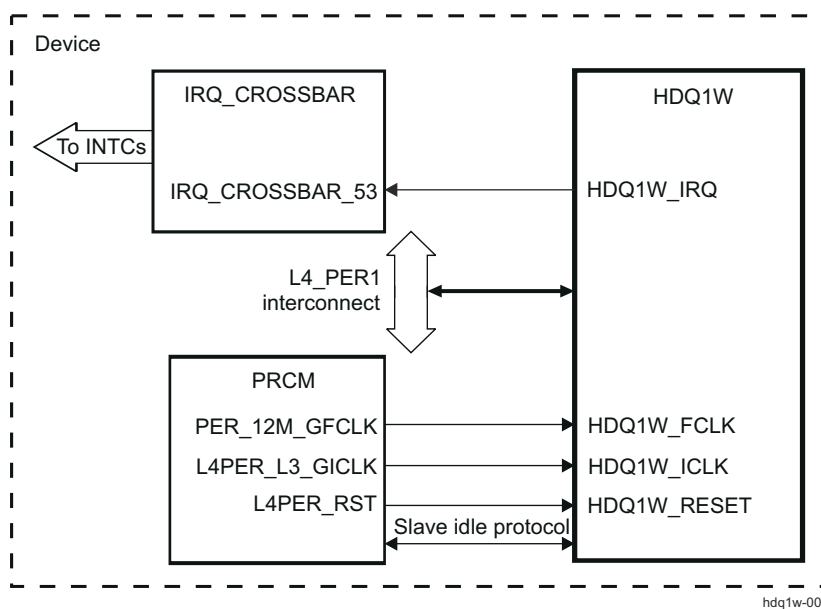 Device
IRQ_CROSSBAR
HDQ1W
To INTCs
IRQ_CROSSBAR_53
HDQ1W_IRQ
L4_PER1
interconnect
PRCM
PER_12M_GFCLK
HDQ1W_FCLK
L4PER_L3_GICLK
HDQ1W_ICLK
L4PER_RST
HDQ1W_RESET
Slave idle protocol
hdq1w-00